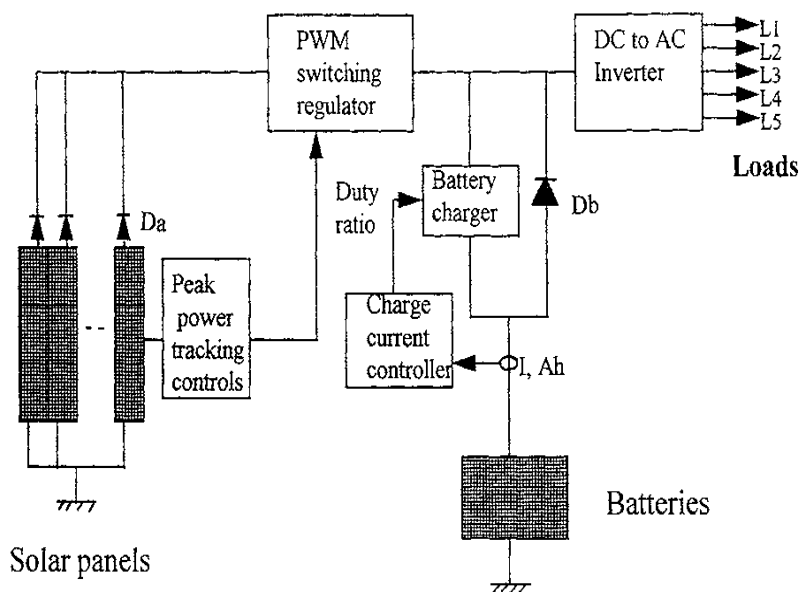 PWM
switching
regulator
DC to AC
Inverter
L1
L2
L3
L4
L5
Loads
Da
Peak
power
tracking
controls
Duty
ratio
Battery
charger
Db
Charge
current
controller
I, Ah
Batteries
Solar panels